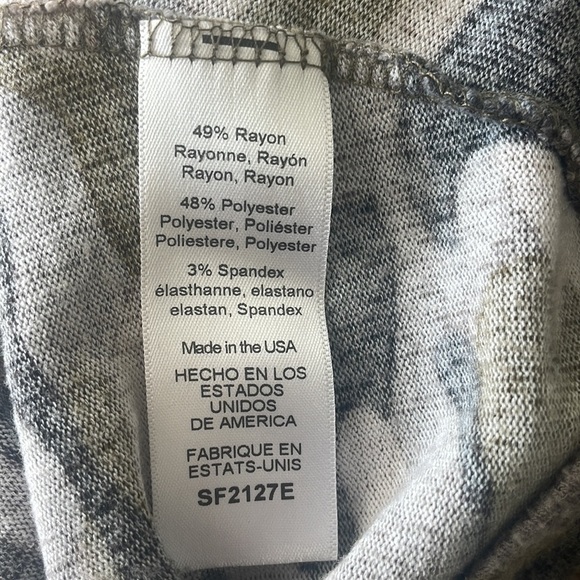 49% Rayon
Rayonne, Rayón
Rayon, Rayon
48% Polyester
Polyester, Poliéster
Poliestere, Polyester
3% Spandex
élasthanne, elastano
elastan, Spandex
Made in the USA
HECHO EN LOS
ESTADOS
UNIDOS
DE AMERICA
FABRIQUE EN
ESTATS-UNIS
SF2127E